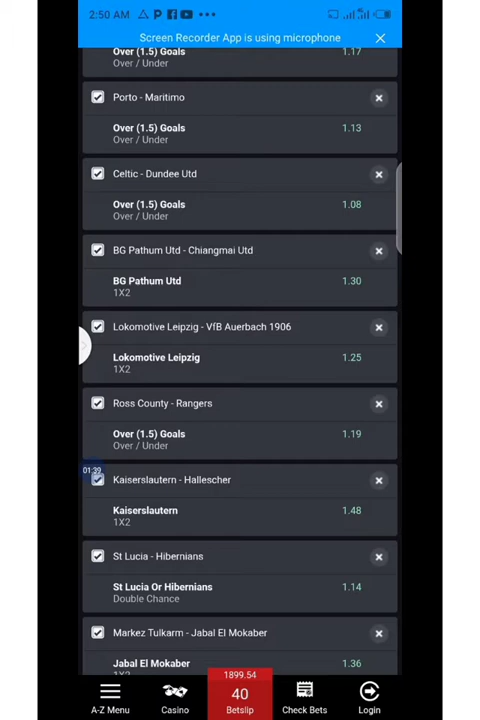 2:50 AM
Screen Recorder App is using microphone
Over (1.5) Goals 1.17
Over / Under
Porto - Maritimo
Over (1.5) Goals 1.13
Over / Under
Celtic - Dundee Utd
Over (1.5) Goals 1.08
Over / Under
BG Pathum Utd - Chiangmai Utd
BG Pathum Utd 1.30
1X2
Lokomotive Leipzig - VfB Auerbach 1906
Lokomotive Leipzig 1.25
1X2
Ross County - Rangers
Over (1.5) Goals 1.19
Over / Under
01:39
Kaiserslautern - Hallescher
Kaiserslautern 1.48
1X2
St Lucia - Hibernians
St Lucia Or Hibernians 1.14
Double Chance
Markez Tulkarm - Jabal El Mokaber
Jabal El Mokaber 1.36
1X2
1899.54
40
A-Z Menu Casino Betslip Check Bets Login